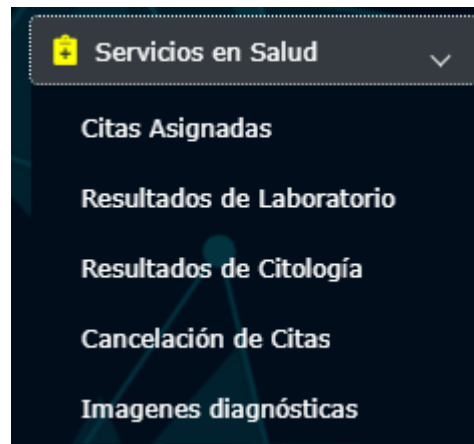 Servicios en Salud
Citas Asignadas
Resultados de Laboratorio
Resultados de Citología
Cancelación de Citas
Imagenes diagnósticas